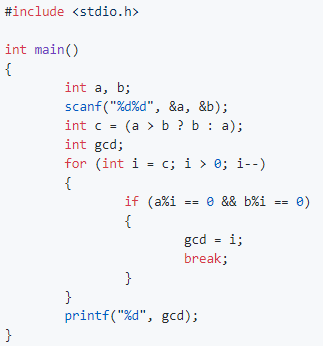 #include <stdio.h>
int main()
{
        int a, b;
        scanf("%d%d", &a, &b);
        int c = (a > b ? b : a);
        int gcd;
        for (int i = c; i > 0; i--)
        {
                if (a%i == 0 && b%i == 0)
                {
                        gcd = i;
                        break;
                }
        }
        printf("%d", gcd);
}